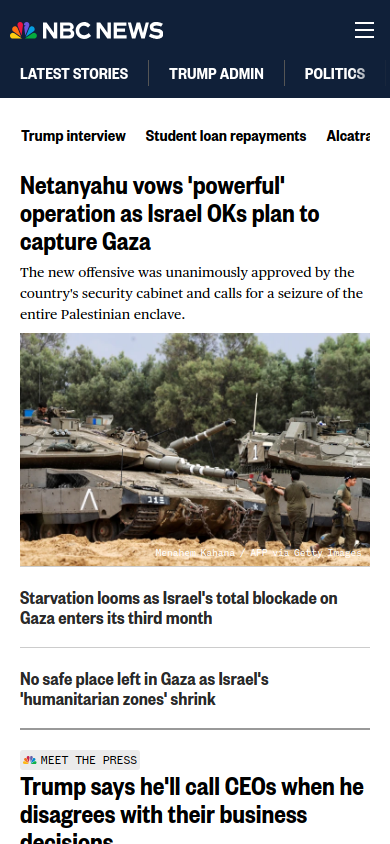 NBC NEWS
LATEST STORIES
TRUMP ADMIN
POLITICS
Trump interview
Student loan repayments
Alcatra
Netanyahu vows 'powerful'
operation as Israel OKs plan to
capture Gaza
The new offensive was unanimously approved by the
country's security cabinet and calls for a seizure of the
entire Palestinian enclave.
Menahem Kahana / AFP via Getty Images
Starvation looms as Israel's total blockade on
Gaza enters its third month
No safe place left in Gaza as Israel's
'humanitarian zones' shrink
MEET THE PRESS
Trump says he'll call CEOs when he
disagrees with their business
decisions